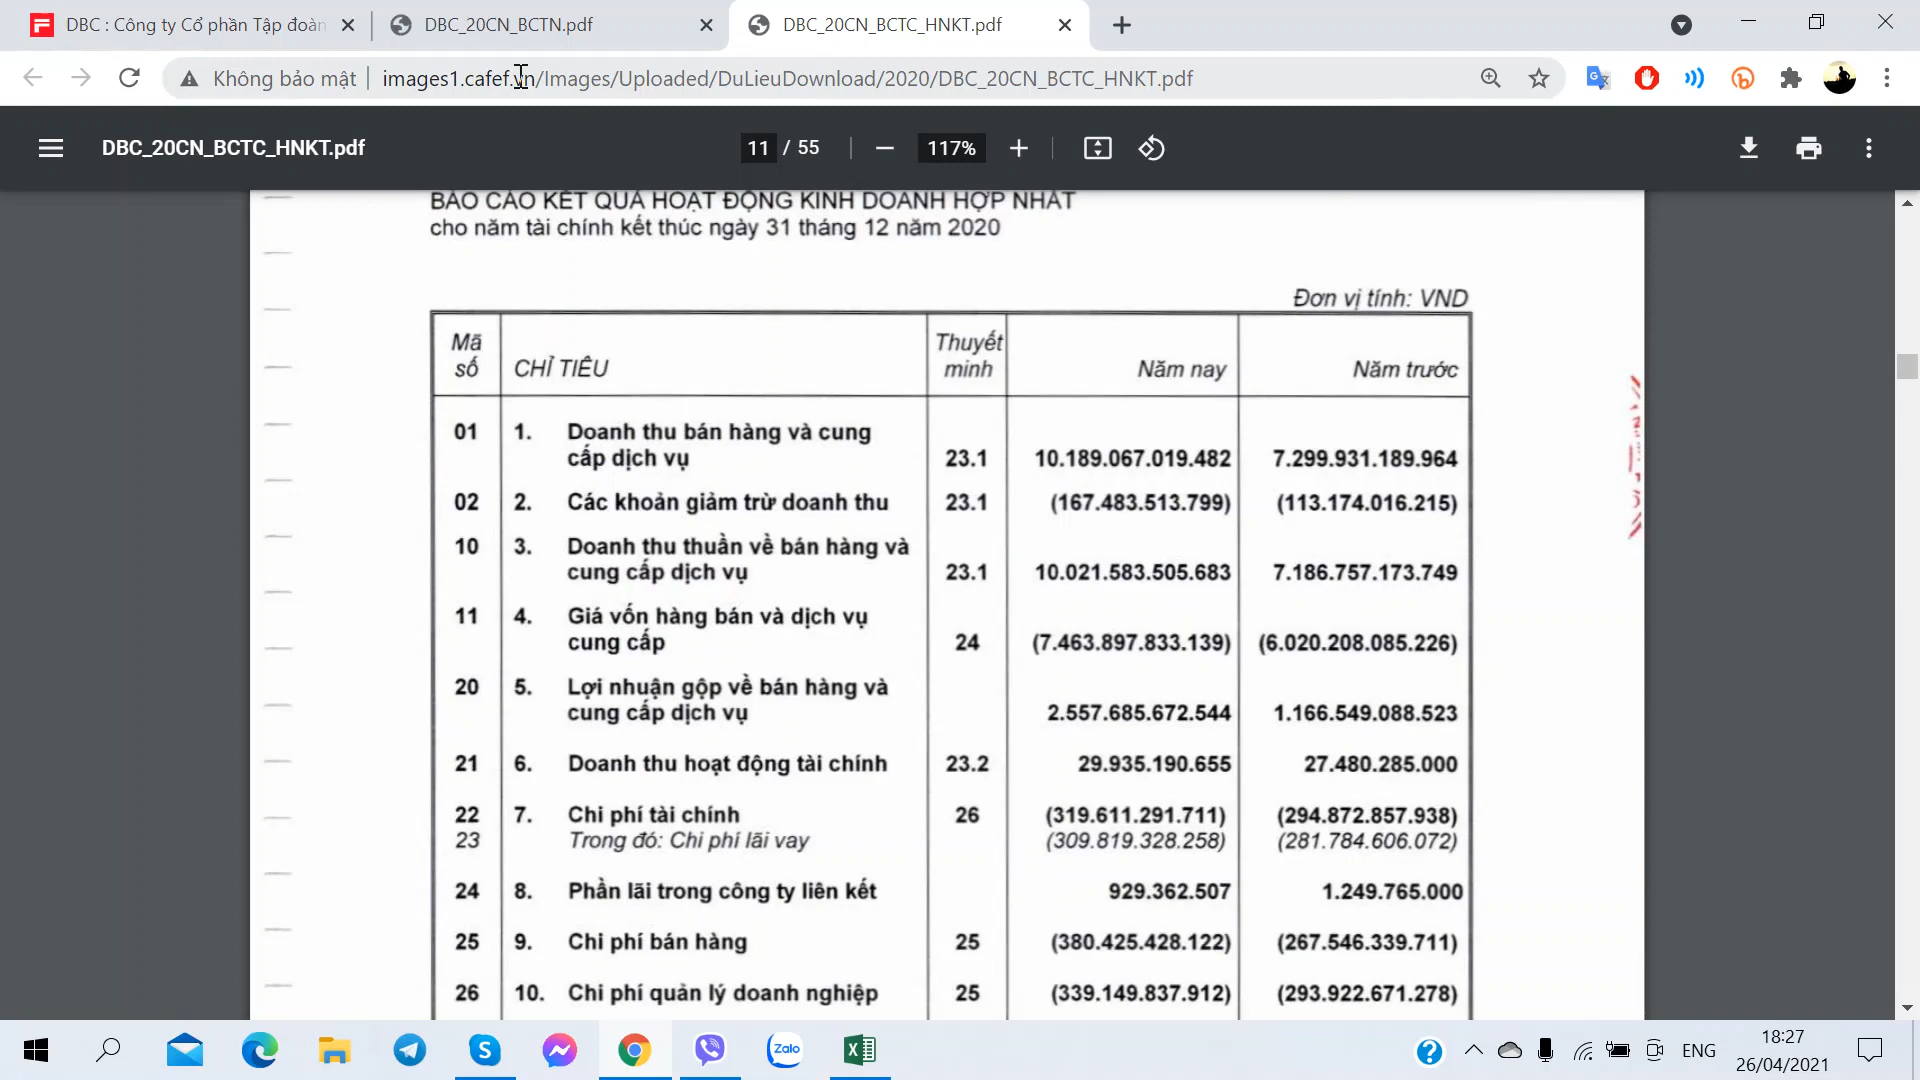 DBC : Công ty Cổ phần Tập đoàn
DBC_20CN_BCTN.pdf
DBC_20CN_BCTC_HNKT.pdf
Không bảo mật
images1.cafef.vn/Images/Uploaded/DuLieuDownload/2020/DBC_20CN_BCTC_HNKT.pdf
DBC_20CN_BCTC_HNKT.pdf
11 / 55
117%
BÁO CÁO KẾT QUẢ HOẠT ĐỘNG KINH DOANH HỢP NHẤT
cho năm tài chính kết thúc ngày 31 tháng 12 năm 2020
Đơn vị tính: VND
Mã số CHỈ TIÊU Thuyết minh Năm nay Năm trước
01 1. Doanh thu bán hàng và cung
cấp dịch vụ 23.1 10.189.067.019.482 7.299.931.189.964
02 2. Các khoản giảm trừ doanh thu 23.1 (167.483.513.799) (113.174.016.215)
10 3. Doanh thu thuần về bán hàng và
cung cấp dịch vụ 23.1 10.021.583.505.683 7.186.757.173.749
11 4. Giá vốn hàng bán và dịch vụ
cung cấp 24 (7.463.897.833.139) (6.020.208.085.226)
20 5. Lợi nhuận gộp về bán hàng và
cung cấp dịch vụ 2.557.685.672.544 1.166.549.088.523
21 6. Doanh thu hoạt động tài chính 23.2 29.935.190.655 27.480.285.000
22 7. Chi phí tài chính 26 (319.611.291.711) (294.872.857.938)
23 Trong đó: Chi phí lãi vay (309.819.328.258) (281.784.606.072)
24 8. Phần lãi trong công ty liên kết 929.362.507 1.249.765.000
25 9. Chi phí bán hàng 25 (380.425.428.122) (267.546.339.711)
26 10. Chi phí quản lý doanh nghiệp 25 (339.149.837.912) (293.922.671.278)
Zalo
ENG
18:27
26/04/2021